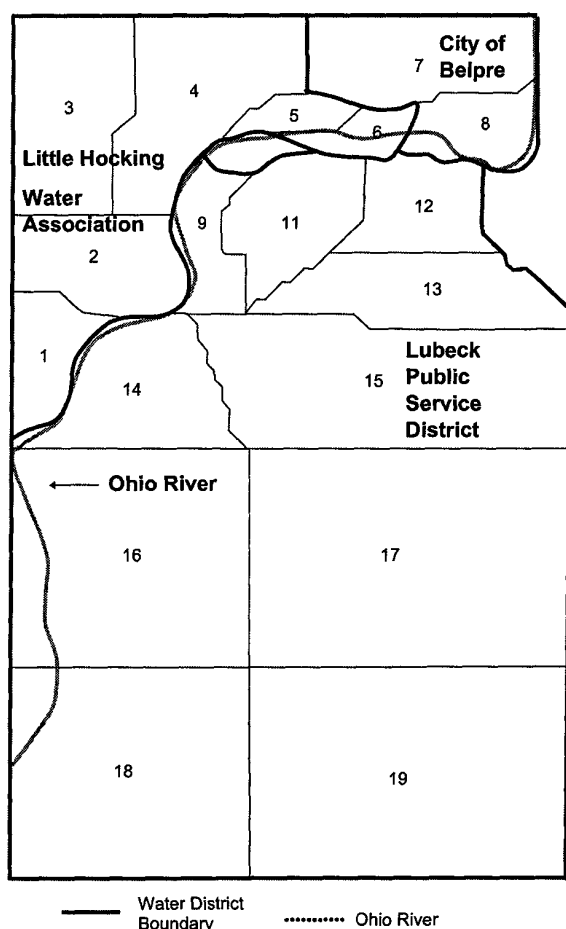 City of
Belpre
7
3
4
5
6
8
Little Hocking
Water
Association
2
9
11
12
13
1
14
15
Lubeck
Public
Service
District
Ohio River
16
17
18
19
Water District
Boundary
Ohio River